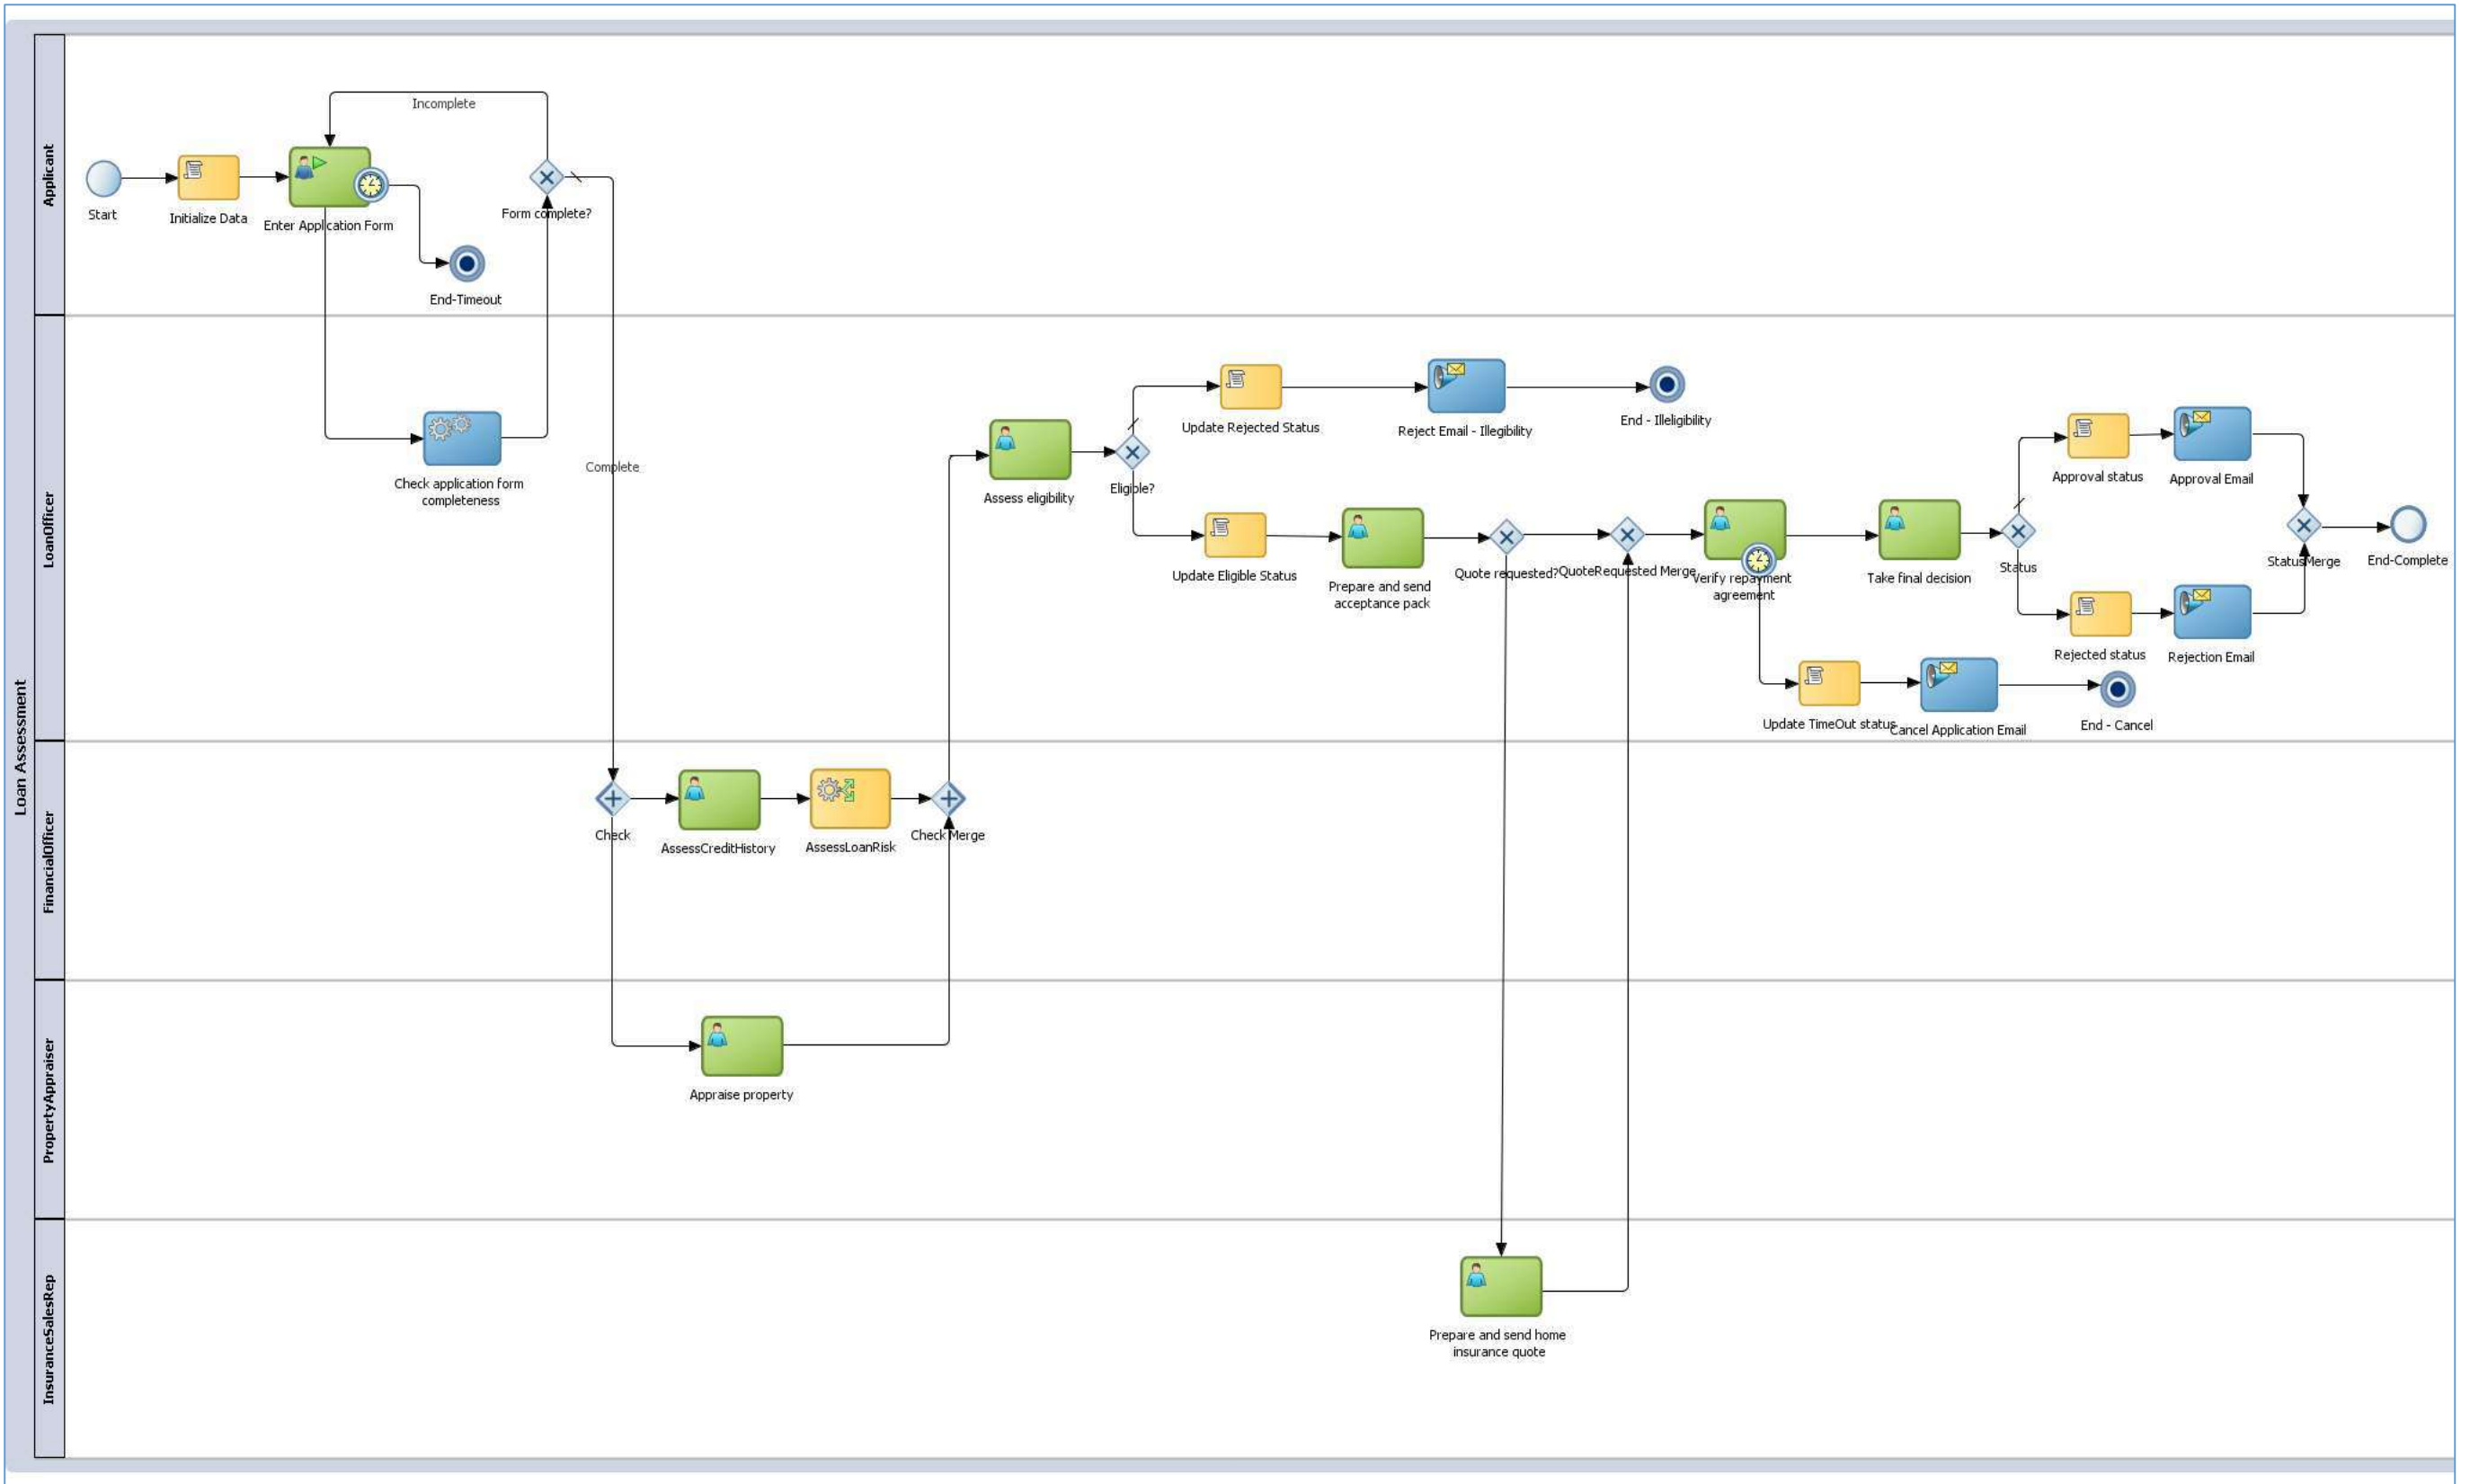 Loan Assessment
Applicant
Incomplete
Start
Initialize Data
Enter Application Form
Form complete?
End-Timeout
LoanOfficer
Check application form
completeness
Complete
Assess eligibility
Eligible?
Update Rejected Status
Reject Email - Illegibility
End - Illeligibility
Update Eligible Status
Prepare and send
acceptance pack
Quote requested?
QuoteRequested Merge
Verify repayment
agreement
Take final decision
Status
Approval status
Approval Email
StatusMerge
End-Complete
Rejected status
Rejection Email
Update TimeOut status
Cancel Application Email
End - Cancel
FinancialOfficer
Check
AssessCreditHistory
AssessLoanRisk
Check Merge
PropertyAppraiser
Appraise property
InsuranceSalesRep
Prepare and send home
insurance quote